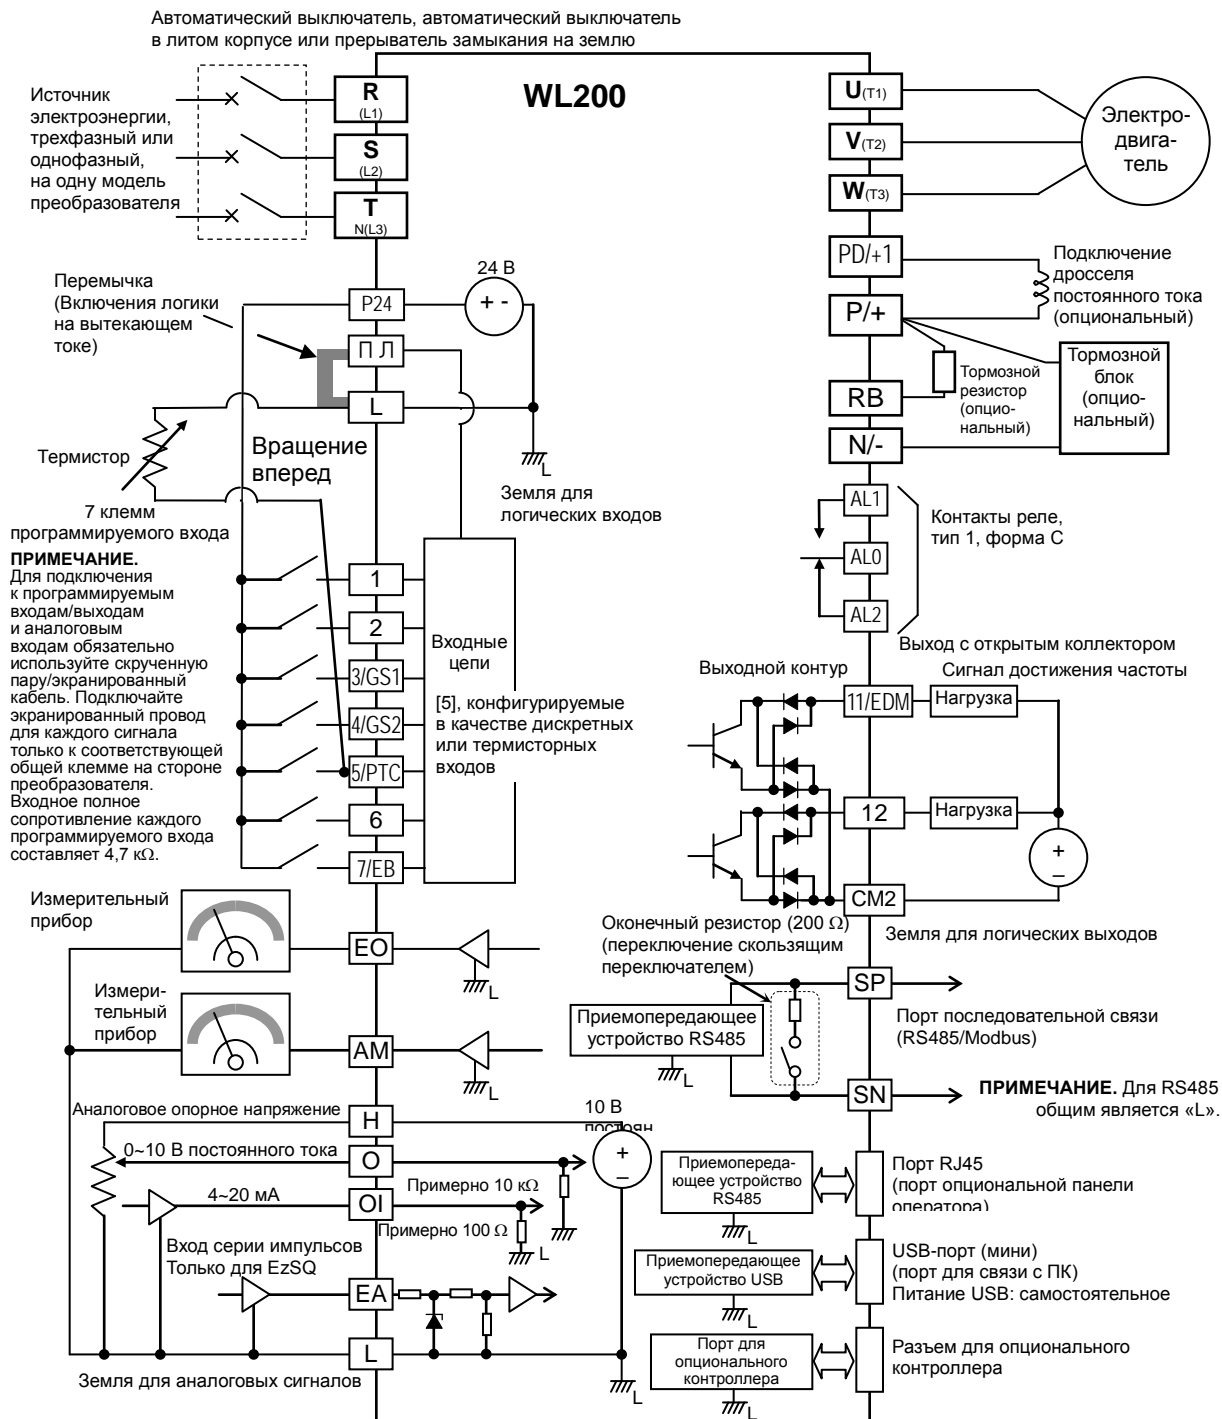 Автоматический выключатель, автоматический выключатель
в литом корпусе или прерыватель замыкания на землю
WL200
Источник
электроэнергии,
трехфазный или
однофазный,
на одну модель
преобразователя
R
(L1)
S
(L2)
T
N(L3)
U(T1)
V(T2)
W(T3)
Электро-
двига-
тель
PD/+1
P/+
RB
N/-
Подключение
дросселя
постоянного тока
(опциональный)
Тормозной
резистор
(опцио-
нальный)
Тормозной
блок
(опцио-
нальный)
Перемычка
(Включения логики
на вытекающем
токе)
24 В
P24
+ -
П Л
L
Термистор
Вращение
вперед
L
Земля для
логических входов
7 клемм
программируемого входа
ПРИМЕЧАНИЕ.
Для подключения
к программируемым
входам/выходам
и аналоговым
входам обязательно
используйте скрученную
пару/экранированный
кабель. Подключайте
экранированный провод
для каждого сигнала
только к соответствующей
общей клемме на стороне
преобразователя.
Входное полное
сопротивление каждого
программируемого входа
составляет 4,7 кΩ.
1
2
3/GS1
4/GS2
5/PTC
6
7/EB
Входные
цепи
[5], конфигурируемые
в качестве дискретных
или термисторных
входов
AL1
AL0
AL2
Контакты реле,
тип 1, форма C
Выход с открытым коллектором
Выходной контур
Сигнал достижения частоты
11/EDM
Нагрузка
12
Нагрузка
+
–
CM2
Земля для логических выходов
Измерительный
прибор
EO
L
Измери-
тельный
прибор
AM
L
Оконечный резистор (200 Ω)
(переключение скользящим
переключателем)
SP
Приемопередающее
устройство RS485
L
Порт последовательной связи
(RS485/Modbus)
SN
ПРИМЕЧАНИЕ. Для RS485
общим является «L».
Аналоговое опорное напряжение
H
10 В
постоян
+
–
0~10 В постоянного тока
O
4~20 мА
OI
Примерно 10 кΩ
Примерно 100 Ω
L
Вход серии импульсов
Только для EzSQ
EA
L
Земля для аналоговых сигналов
L
Приемопереда-
ющее устройство
RS485
L
Порт RJ45
(порт опциональной панели
оператора)
Приемопередающее
устройство USB
L
USB-порт (мини)
(порт для связи с ПК)
Питание USB: самостоятельное
Порт для
опционального
контроллера
L
Разъем для опционального
контроллера